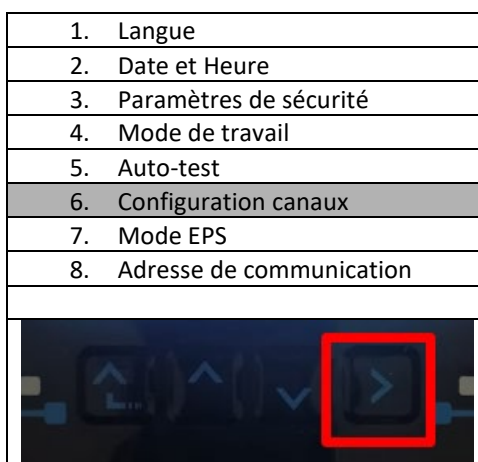 1. Langue
2. Date et Heure
3. Paramètres de sécurité
4. Mode de travail
5. Auto-test
6. Configuration canaux
7. Mode EPS
8. Adresse de communication